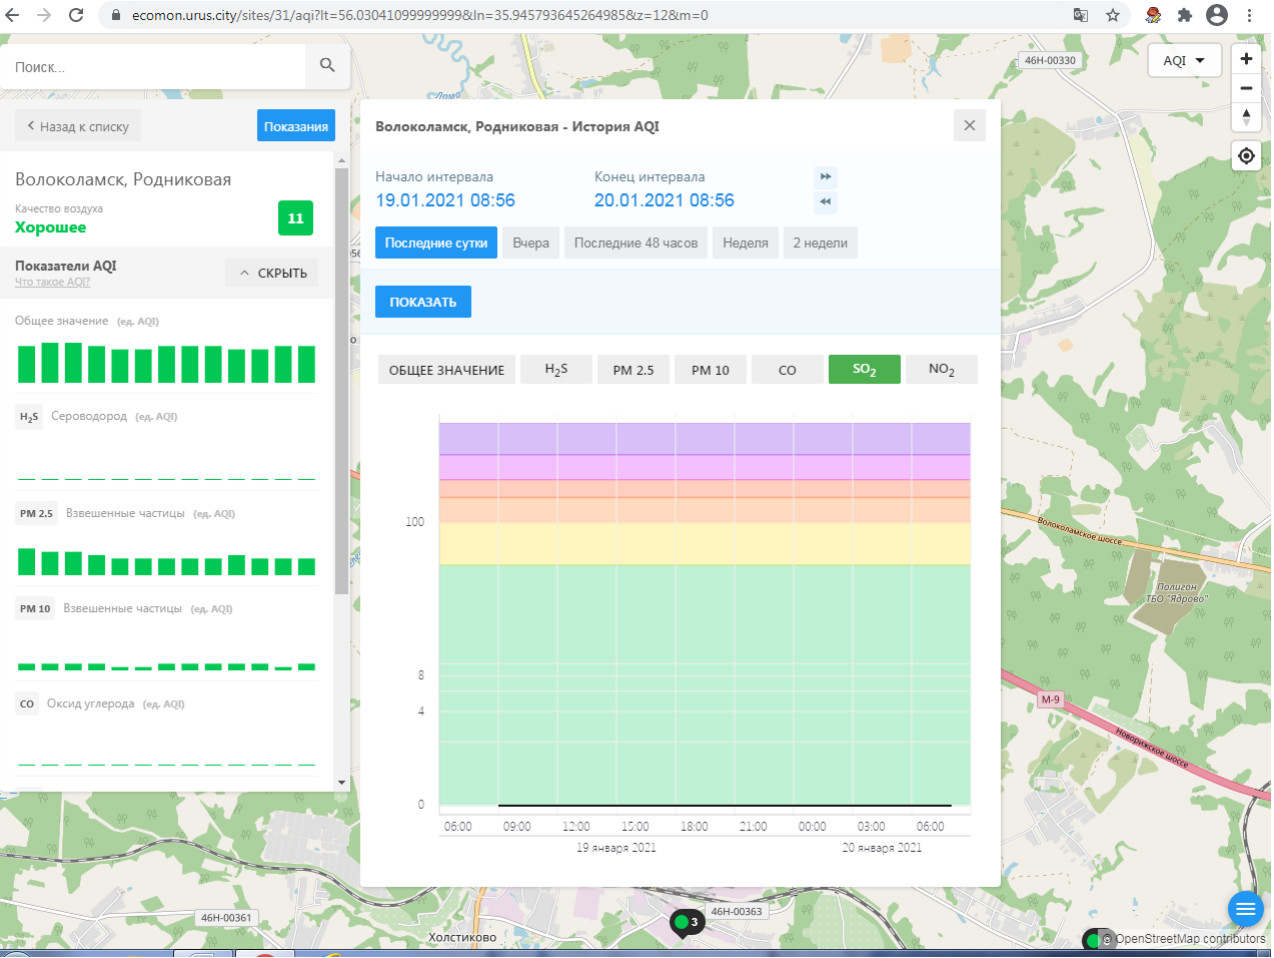 ecomon.urus.city/sites/31/aqi?lt=56.03041099999999&ln=35.945793645264985&z=12&m=0
Поиск...
46Н-00330
AQI
Назад к списку
Показания
Волоколамск, Родниковая - История AQI
Волоколамск, Родниковая
Качество воздуха
Хорошее
11
Показатели AQI
Что такое AQI?
СКРЫТЬ
Общее значение (ед. AQI)
H2S Сероводород (ед. AQI)
PM 2.5 Взвешенные частицы (ед. AQI)
PM 10 Взвешенные частицы (ед. AQI)
CO Оксид углерода (ед. AQI)
Начало интервала
Конец интервала
19.01.2021 08:56
20.01.2021 08:56
Последние сутки
Вчера
Последние 48 часов
Неделя
2 недели
ПОКАЗАТЬ
ОБЩЕЕ ЗНАЧЕНИЕ
H2S
PM 2.5
PM 10
CO
SO2
NO2
100
8
4
0
06:00 09:00 12:00 15:00 18:00 21:00 00:00 03:00 06:00
19 января 2021
20 января 2021
Волоколамское шоссе
Полигон
ТБО "Ядрово"
М-9
Новорижское шоссе
46Н-00361
46Н-00363
3
Холстиково
© OpenStreetMap contributors